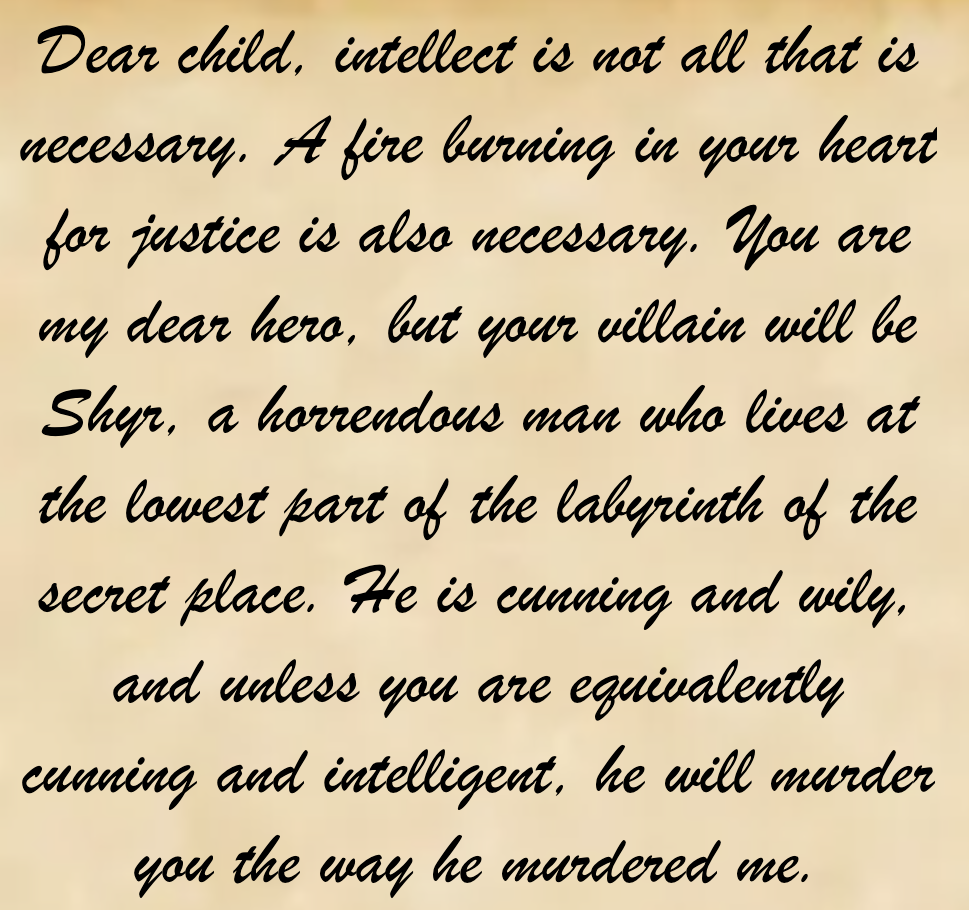 Dear child, intellect is not all that is
necessary. A fire burning in your heart
for justice is also necessary. You are
my dear hero, but your villain will be
Shyr, a horrendous man who lives at
the lowest part of the labyrinth of the
secret place. He is cunning and wily,
and unless you are equivalently
cunning and intelligent, he will murder
you the way he murdered me.